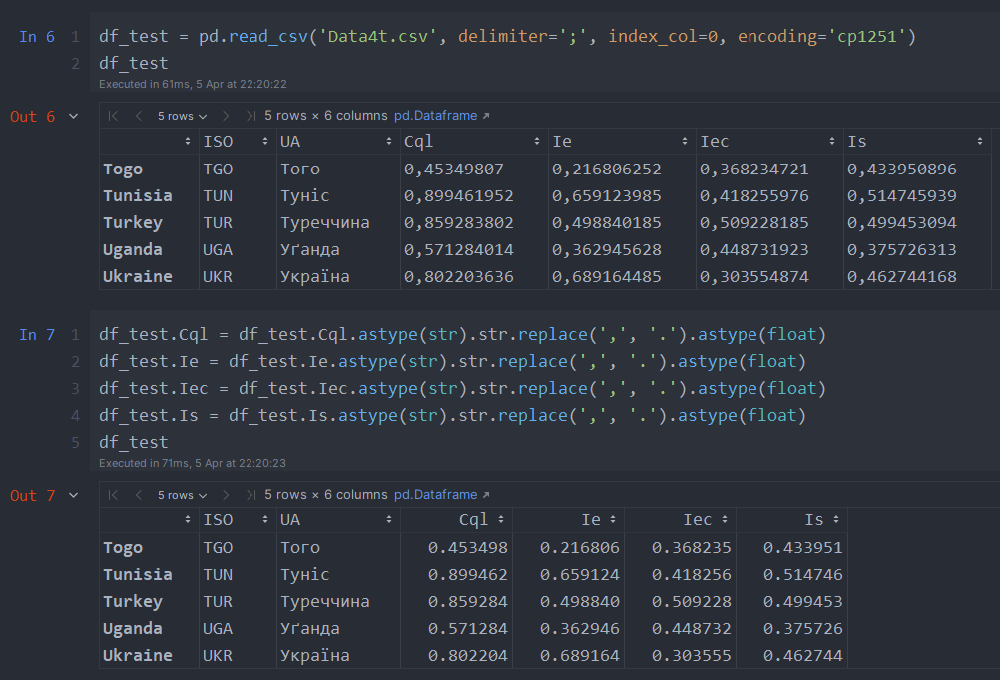 In 6 1 df_test = pd.read_csv('Data4t.csv', delimiter=';', index_col=0, encoding='cp1251')
2 df_test
Executed in 61ms, 5 Apr at 22:20:22
Out 6 5 rows 5 rows × 6 columns pd.Dataframe
ISO UA Cql Ie Iec Is
Togo TGO Того 0,45349807 0,216806252 0,368234721 0,433950896
Tunisia TUN Туніс 0,899461952 0,659123985 0,418255976 0,514745939
Turkey TUR Туреччина 0,859283802 0,498840185 0,509228185 0,499453094
Uganda UGA Уґанда 0,571284014 0,362945628 0,448731923 0,375726313
Ukraine UKR Україна 0,802203636 0,689164485 0,303554874 0,462744168
In 7 1 df_test.Cql = df_test.Cql.astype(str).str.replace(',', '.').astype(float)
2 df_test.Ie = df_test.Ie.astype(str).str.replace(',', '.').astype(float)
3 df_test.Iec = df_test.Iec.astype(str).str.replace(',', '.').astype(float)
4 df_test.Is = df_test.Is.astype(str).str.replace(',', '.').astype(float)
5 df_test
Executed in 71ms, 5 Apr at 22:20:23
Out 7 5 rows 5 rows × 6 columns pd.Dataframe
ISO UA Cql Ie Iec Is
Togo TGO Того 0.453498 0.216806 0.368235 0.433951
Tunisia TUN Туніс 0.899462 0.659124 0.418256 0.514746
Turkey TUR Туреччина 0.859284 0.498840 0.509228 0.499453
Uganda UGA Уґанда 0.571284 0.362946 0.448732 0.375726
Ukraine UKR Україна 0.802204 0.689164 0.303555 0.462744